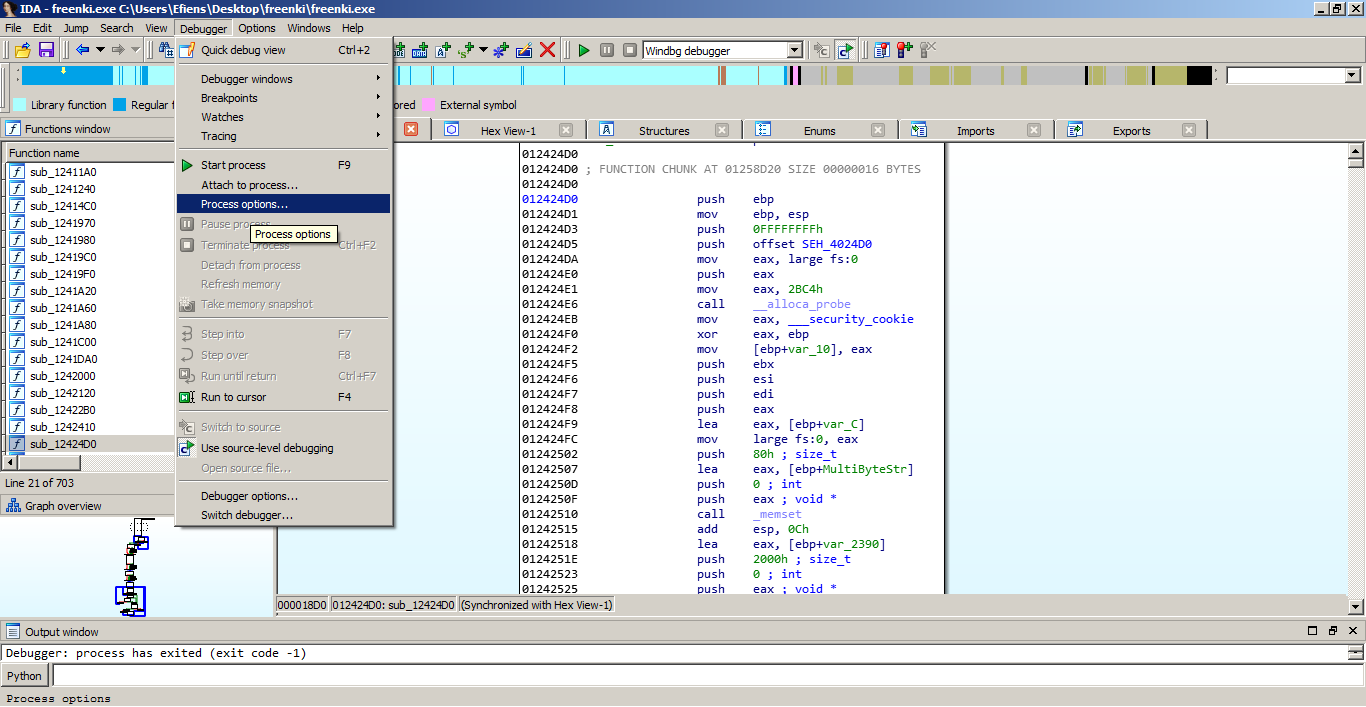 IDA - freenki.exe C:\Users\Efiens\Desktop\freenki\freenki.exe
File Edit Jump Search View Debugger Options Windows Help
Windbg debugger
Library function Regular f ored External symbol
Functions window
Hex View-1 Structures Enums Imports Exports
Function name
sub_12411A0
sub_1241240
sub_12414C0
sub_1241970
sub_1241980
sub_12419C0
sub_12419F0
sub_1241A20
sub_1241A60
sub_1241A80
sub_1241C00
sub_1241DA0
sub_1242000
sub_1242120
sub_12422B0
sub_1242410
sub_12424D0
Line 21 of 703
Graph overview
Quick debug view Ctrl+2
Debugger windows
Breakpoints
Watches
Tracing
Start process F9
Attach to process...
Process options...
Pause process
Process options
Terminate process Ctrl+F2
Detach from process
Refresh memory
Take memory snapshot
Step into F7
Step over F8
Run until return Ctrl+F7
Run to cursor F4
Switch to source
Use source-level debugging
Open source file...
Debugger options...
Switch debugger...
012424D0
012424D0 ; FUNCTION CHUNK AT 01258D20 SIZE 00000016 BYTES
012424D0
012424D0 push ebp
012424D1 mov ebp, esp
012424D3 push 0FFFFFFFFh
012424D5 push offset SEH_4024D0
012424DA mov eax, large fs:0
012424E0 push eax
012424E1 mov eax, 2BC4h
012424E6 call __alloca_probe
012424EB mov eax, ___security_cookie
012424F0 xor eax, ebp
012424F2 mov [ebp+var_10], eax
012424F5 push ebx
012424F6 push esi
012424F7 push edi
012424F8 push eax
012424F9 lea eax, [ebp+var_C]
012424FC mov large fs:0, eax
01242502 push 80h ; size_t
01242507 lea eax, [ebp+MultiByteStr]
0124250D push 0 ; int
0124250F push eax ; void *
01242510 call _memset
01242515 add esp, 0Ch
01242518 lea eax, [ebp+var_2390]
0124251E push 2000h ; size_t
01242523 push 0 ; int
01242525 push eax ; void *
000018D0 012424D0: sub_12424D0 (Synchronized with Hex View-1)
Output window
Debugger: process has exited (exit code -1)
Python
Process options